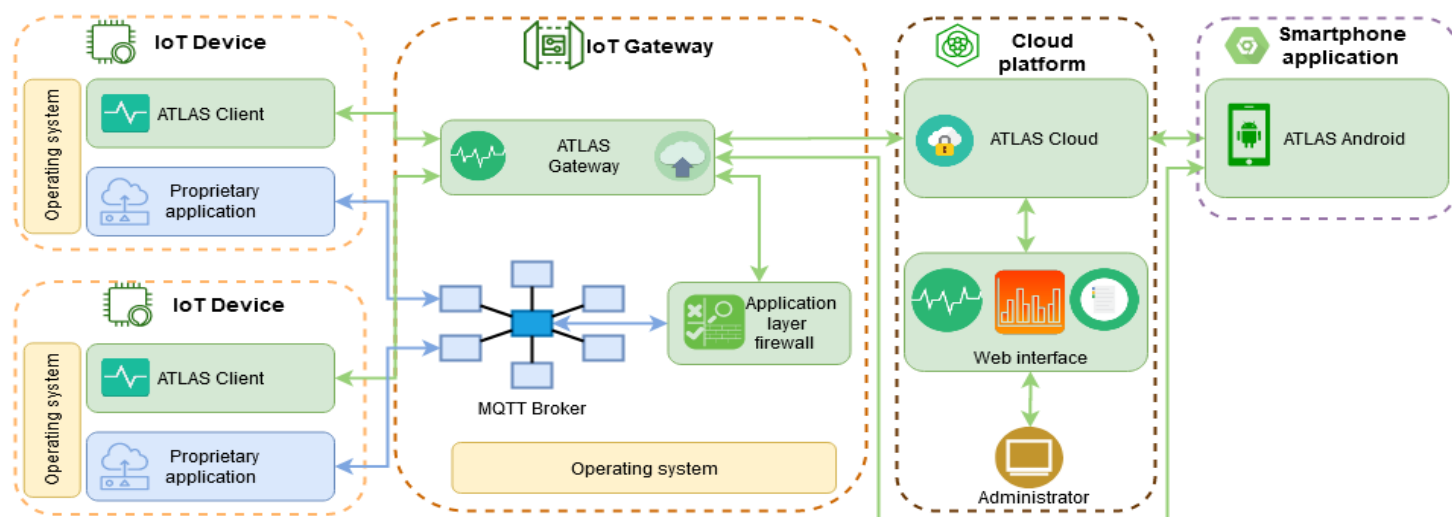 IoT Device
Operating system
ATLAS Client
Proprietary
application
IoT Device
Operating system
ATLAS Client
Proprietary
application
IoT Gateway
ATLAS
Gateway
MQTT Broker
Application
layer
firewall
Operating system
Cloud
platform
ATLAS Cloud
Web interface
Administrator
Smartphone
application
ATLAS Android